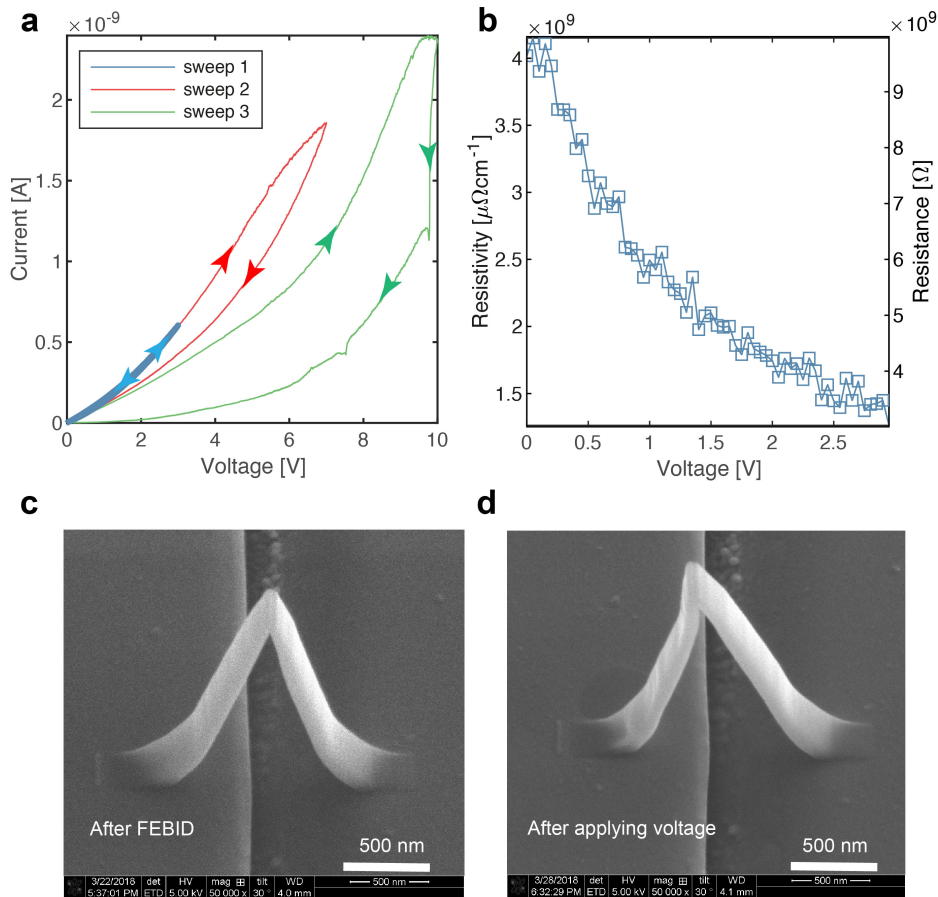 a
×10⁻⁹
sweep 1
sweep 2
sweep 3
2
1.5
1
0.5
0
Current [A]
0 2 4 6 8 10
Voltage [V]
b
×10⁹
×10⁹
4
3.5
3
2.5
2
1.5
Resistivity [μΩcm⁻¹]
9
8
7
6
5
4
Resistance [Ω]
0 0.5 1 1.5 2 2.5
Voltage [V]
c
After FEBID
500 nm
3/22/2018 det HV mag ⊞ tilt WD
5:37:01 PM ETD 5.00 kV 50 000 x 30 ° 4.0 mm
500 nm
d
After applying voltage
500 nm
3/28/2018 det HV mag ⊞ tilt WD
6:32:29 PM ETD 5.00 kV 50 000 x 30 ° 4.1 mm
500 nm